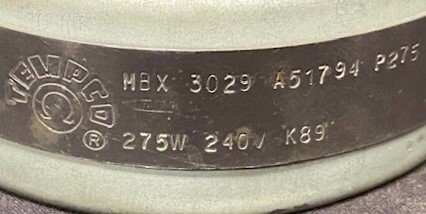 TEMPCO
MBX 3029 A51794 P275
® 275W 240V K89